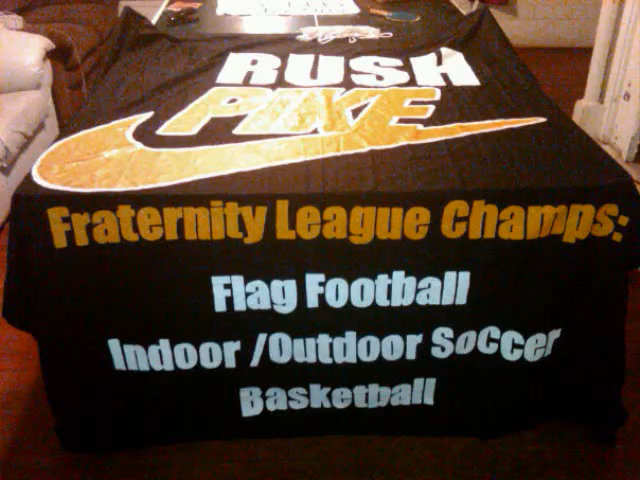 RUSH
PIKE
Fraternity League Champs:
Flag Football
Indoor /Outdoor Soccer
Basketball